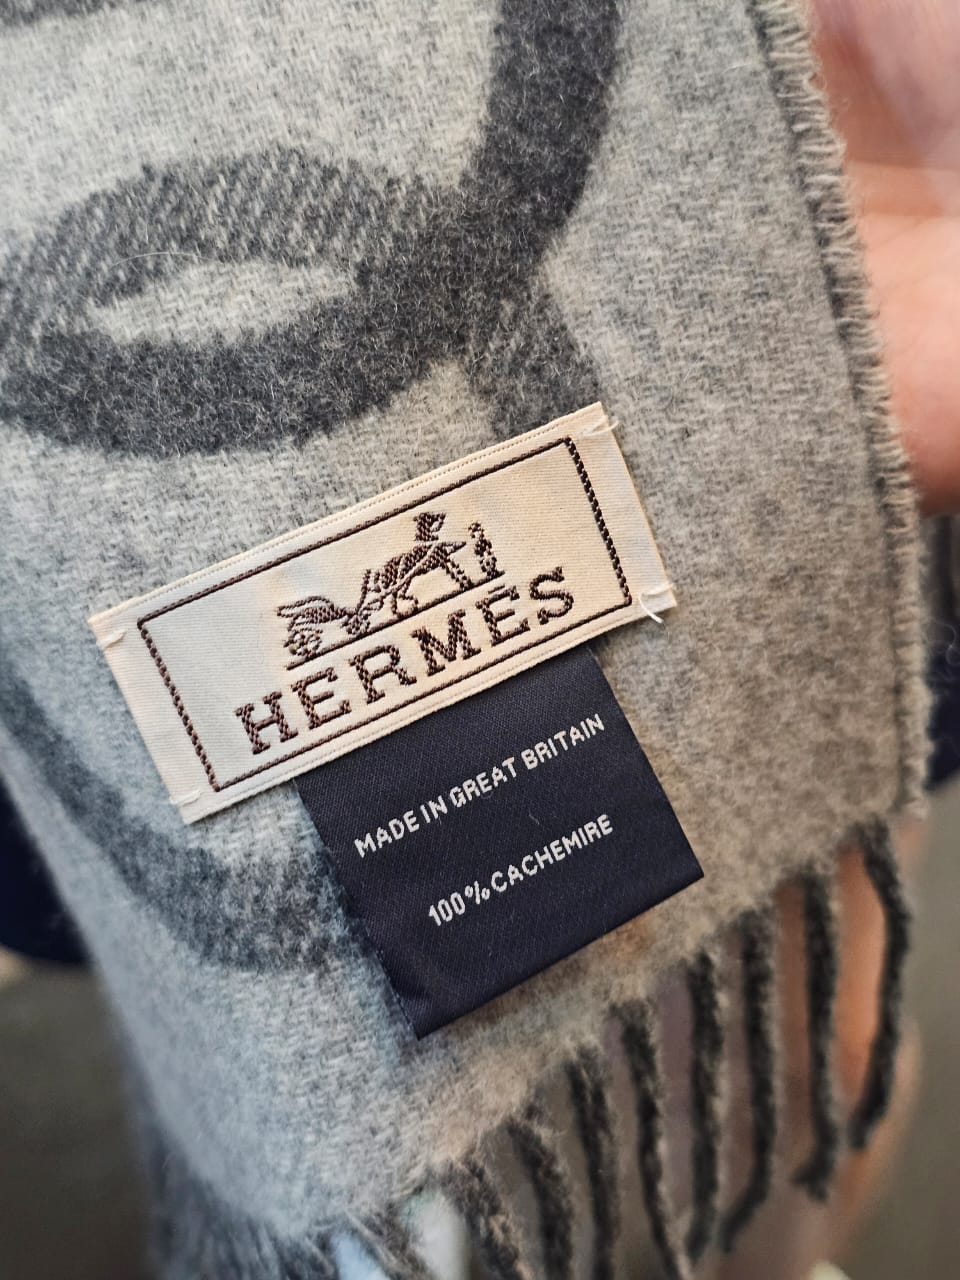 HERMÈS
MADE IN GREAT BRITAIN
100% CACHEMIRE